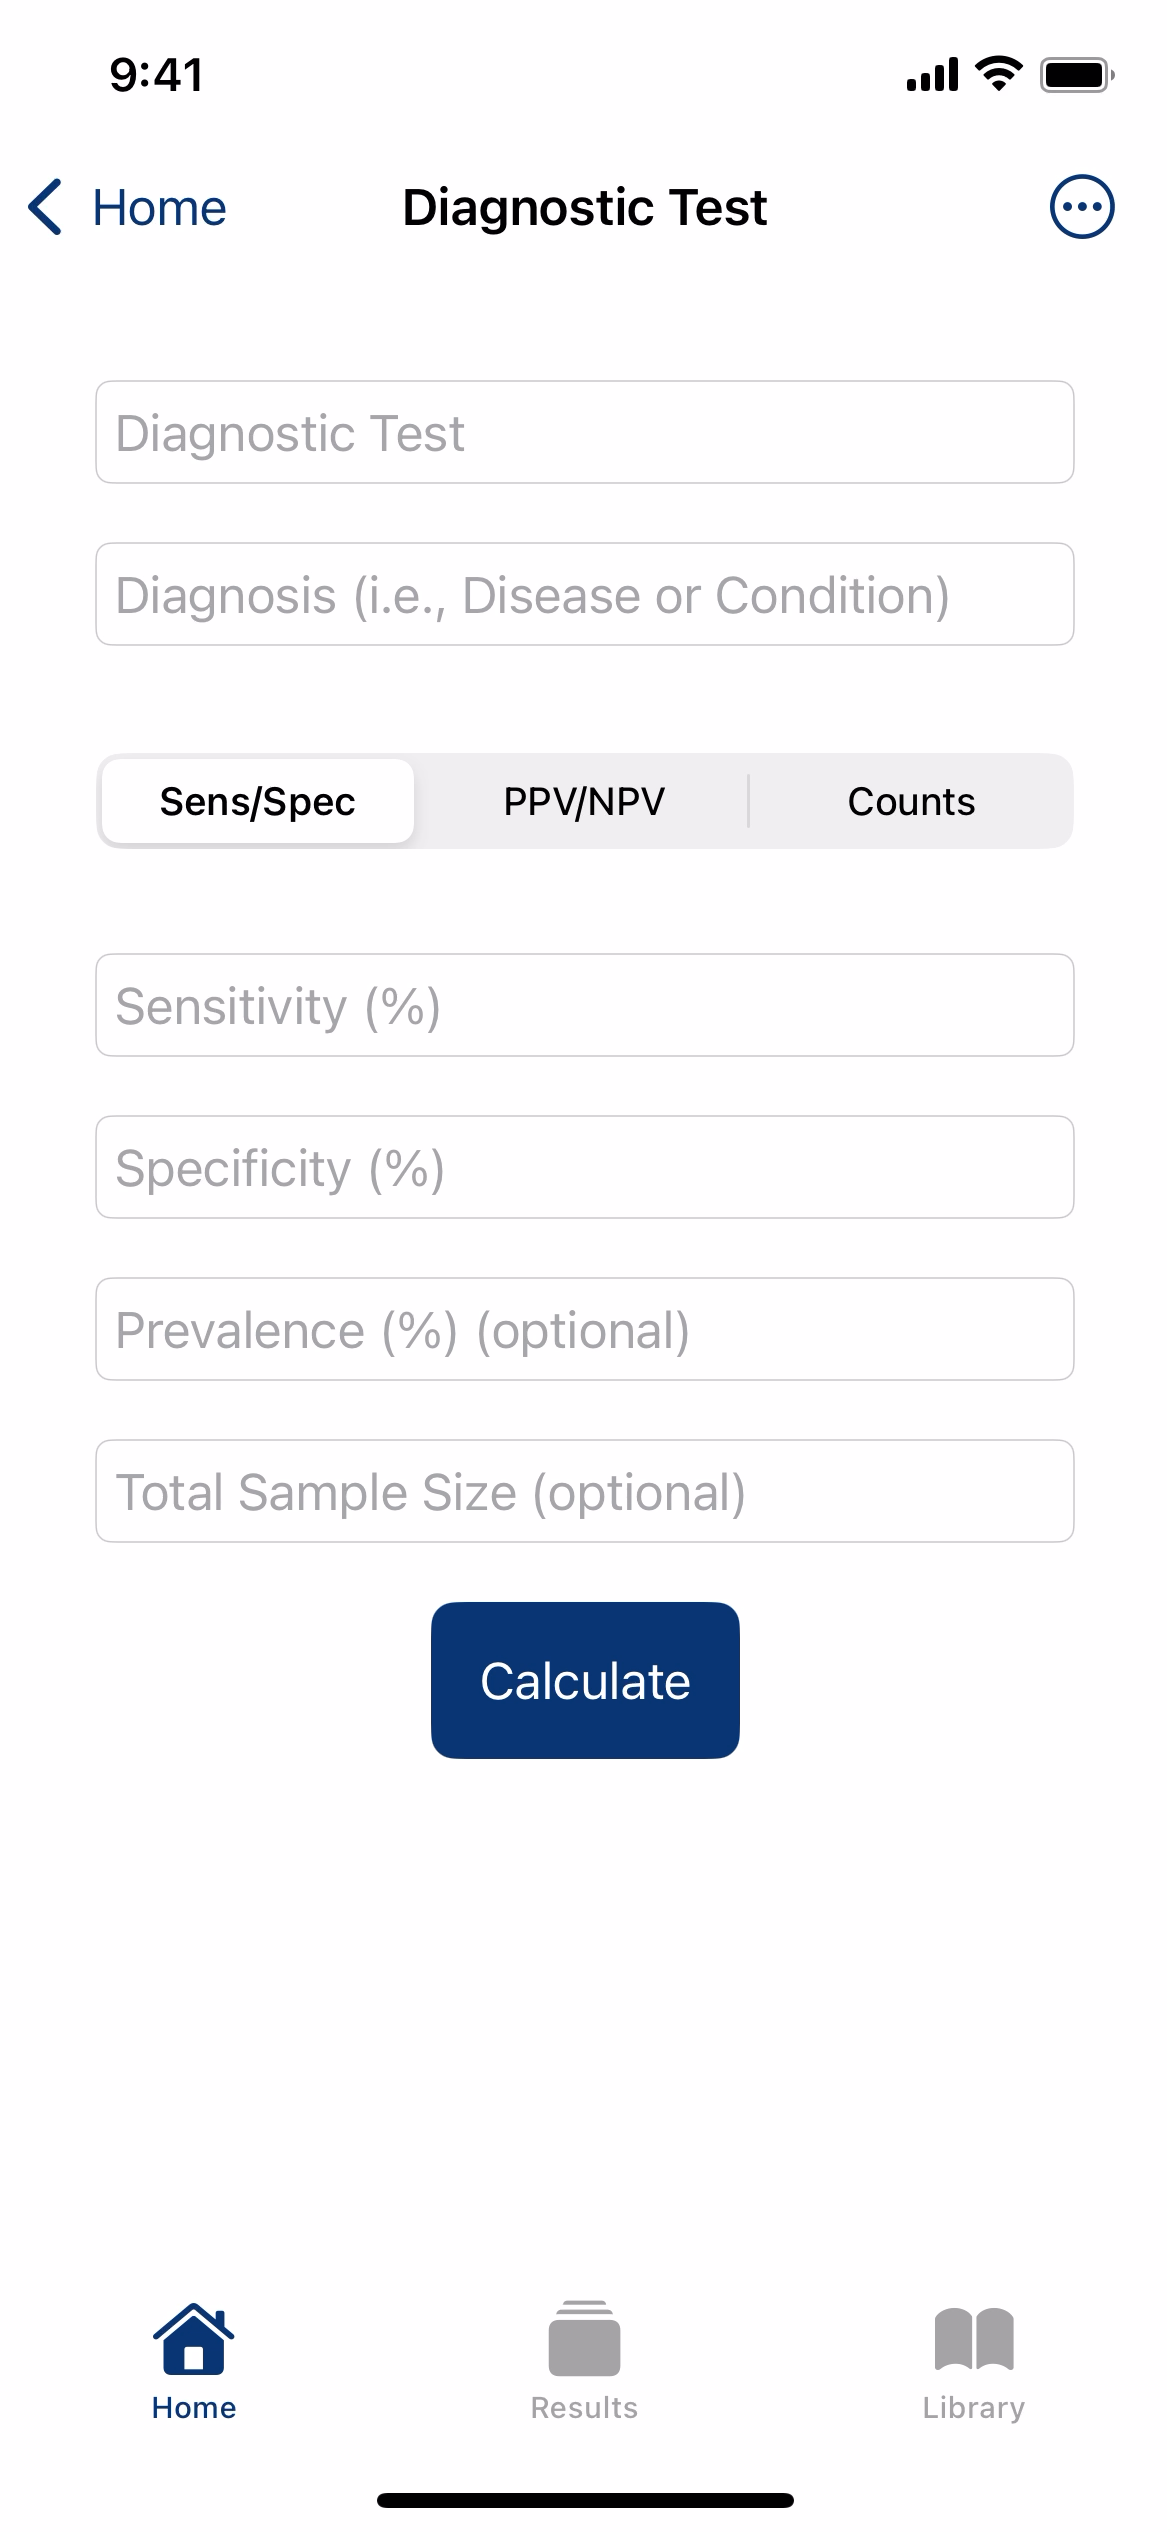 9:41
Home
Diagnostic Test
Diagnostic Test
Diagnosis (i.e., Disease or Condition)
Sens/Spec
PPV/NPV
Counts
Sensitivity (%)
Specificity (%)
Prevalence (%) (optional)
Total Sample Size (optional)
Calculate
Home
Results
Library